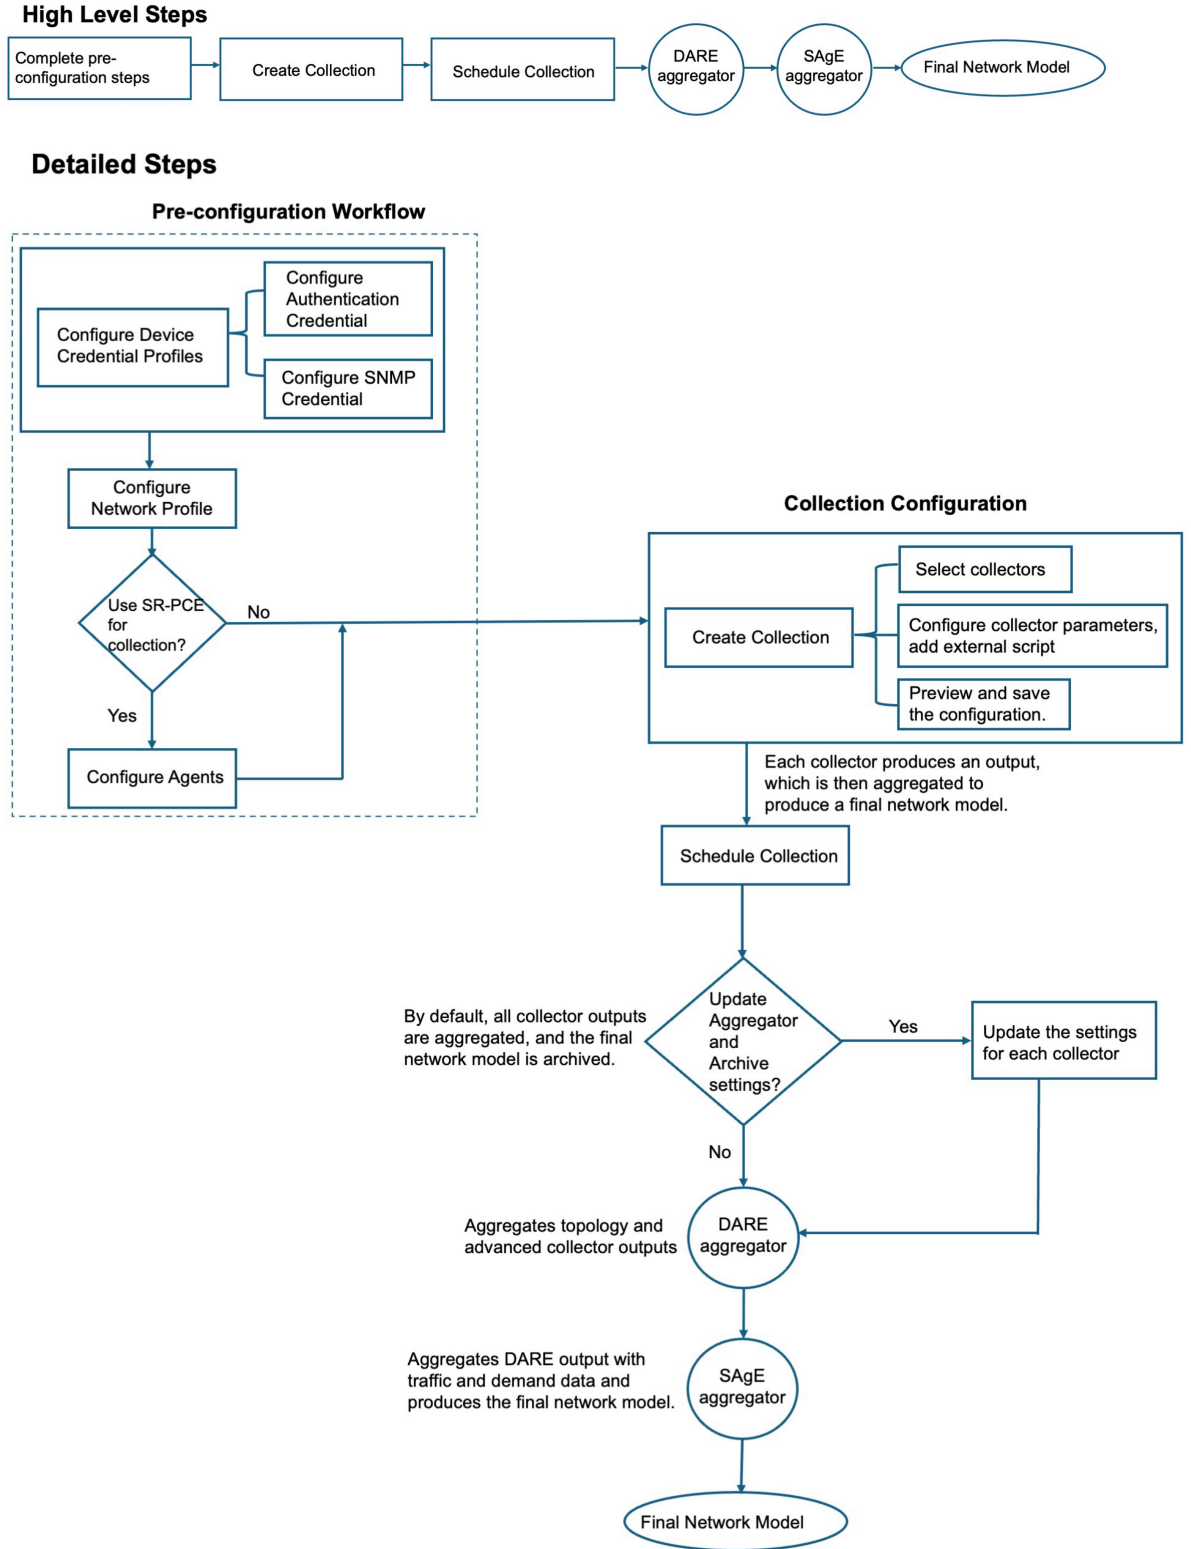 High Level Steps
Complete pre-
configuration steps
Create Collection
Schedule Collection
DARE
aggregator
SAgE
aggregator
Final Network Model
Detailed Steps
Pre-configuration Workflow
Configure
Authentication
Credential
Configure Device
Credential Profiles
Configure SNMP
Credential
Configure
Network Profile
Use SR-PCE
for
collection?
No
Yes
Configure Agents
Collection Configuration
Select collectors
Create Collection
Configure collector parameters,
add external script
Preview and save
the configuration.
Each collector produces an output,
which is then aggregated to
produce a final network model.
Schedule Collection
By default, all collector outputs
are aggregated, and the final
network model is archived.
Update
Aggregator
and
Archive
settings?
Yes
Update the settings
for each collector
No
Aggregates topology and
advanced collector outputs
DARE
aggregator
Aggregates DARE output with
traffic and demand data and
produces the final network model.
SAgE
aggregator
Final Network Model